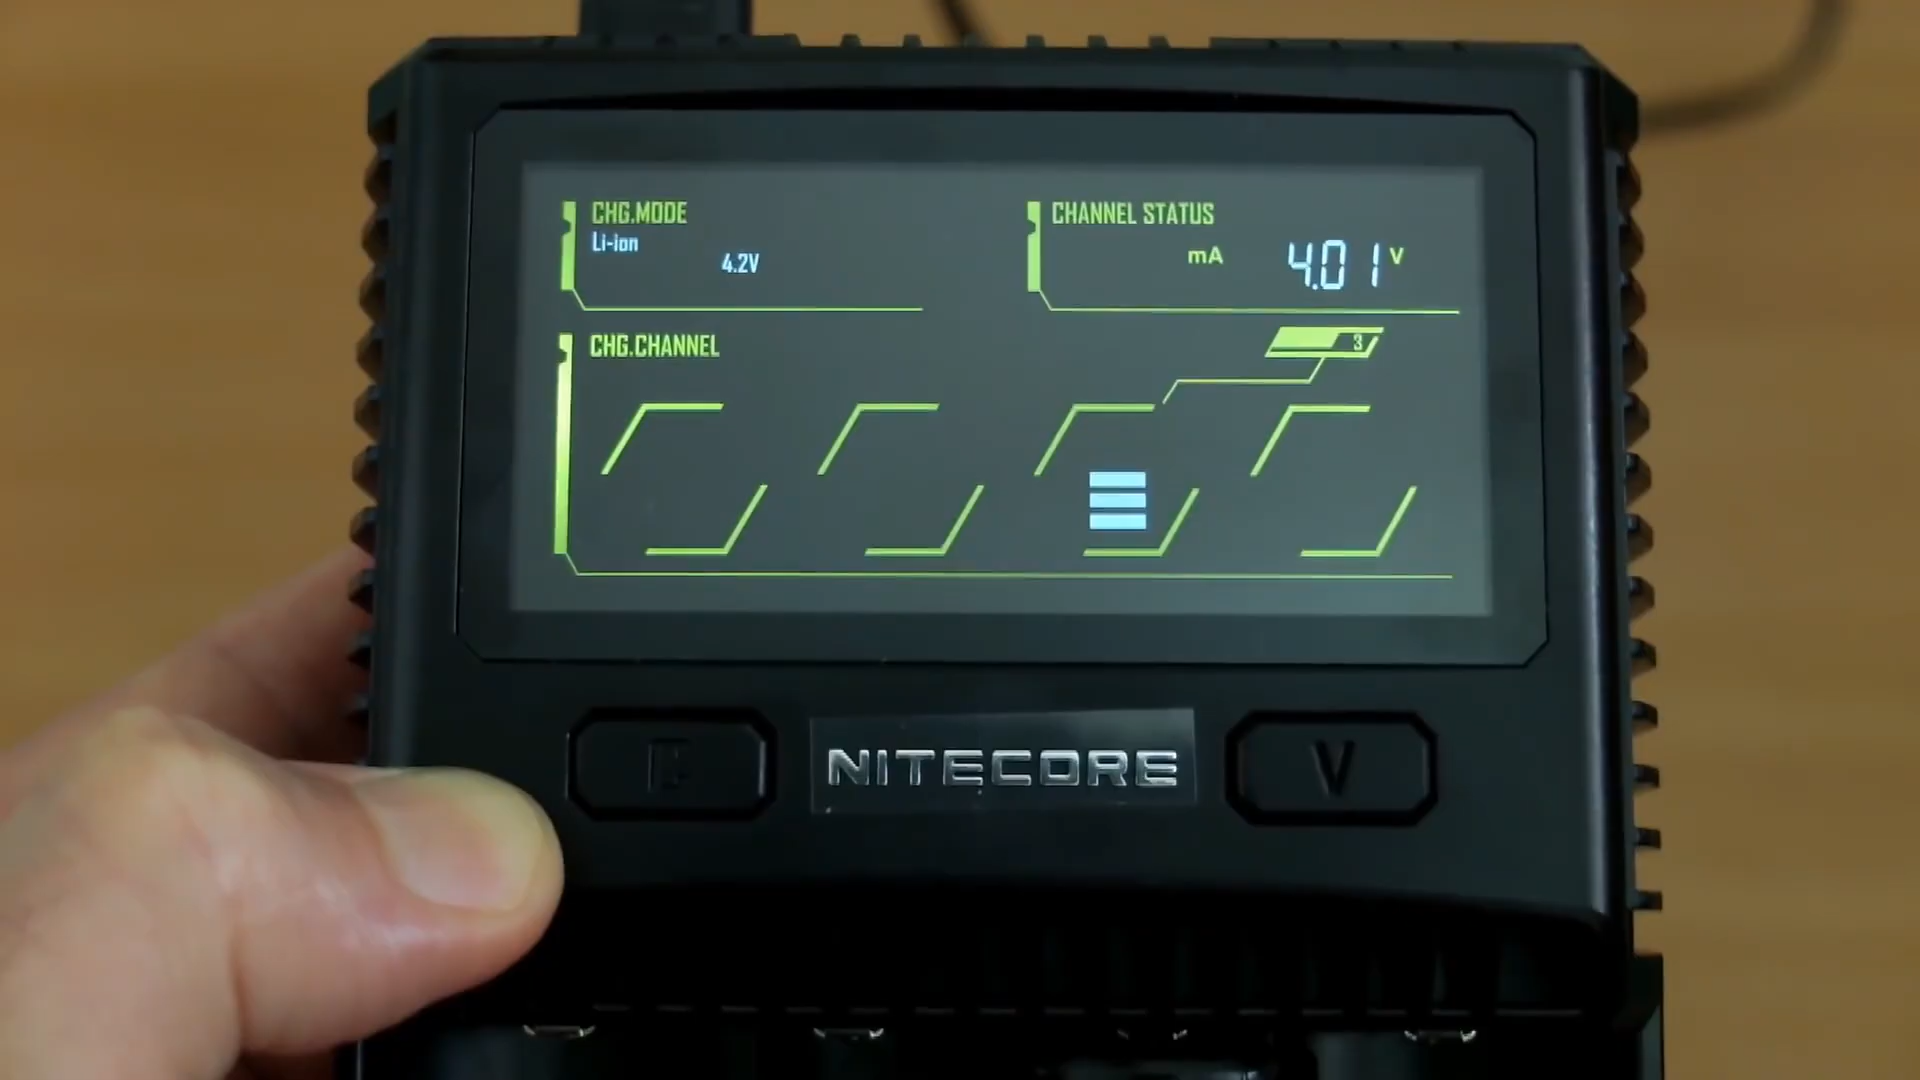 CHG.MODE
Li-ion
4.2V
CHANNEL STATUS
mA 4.01 V
CHG.CHANNEL
3
NITECORE
V